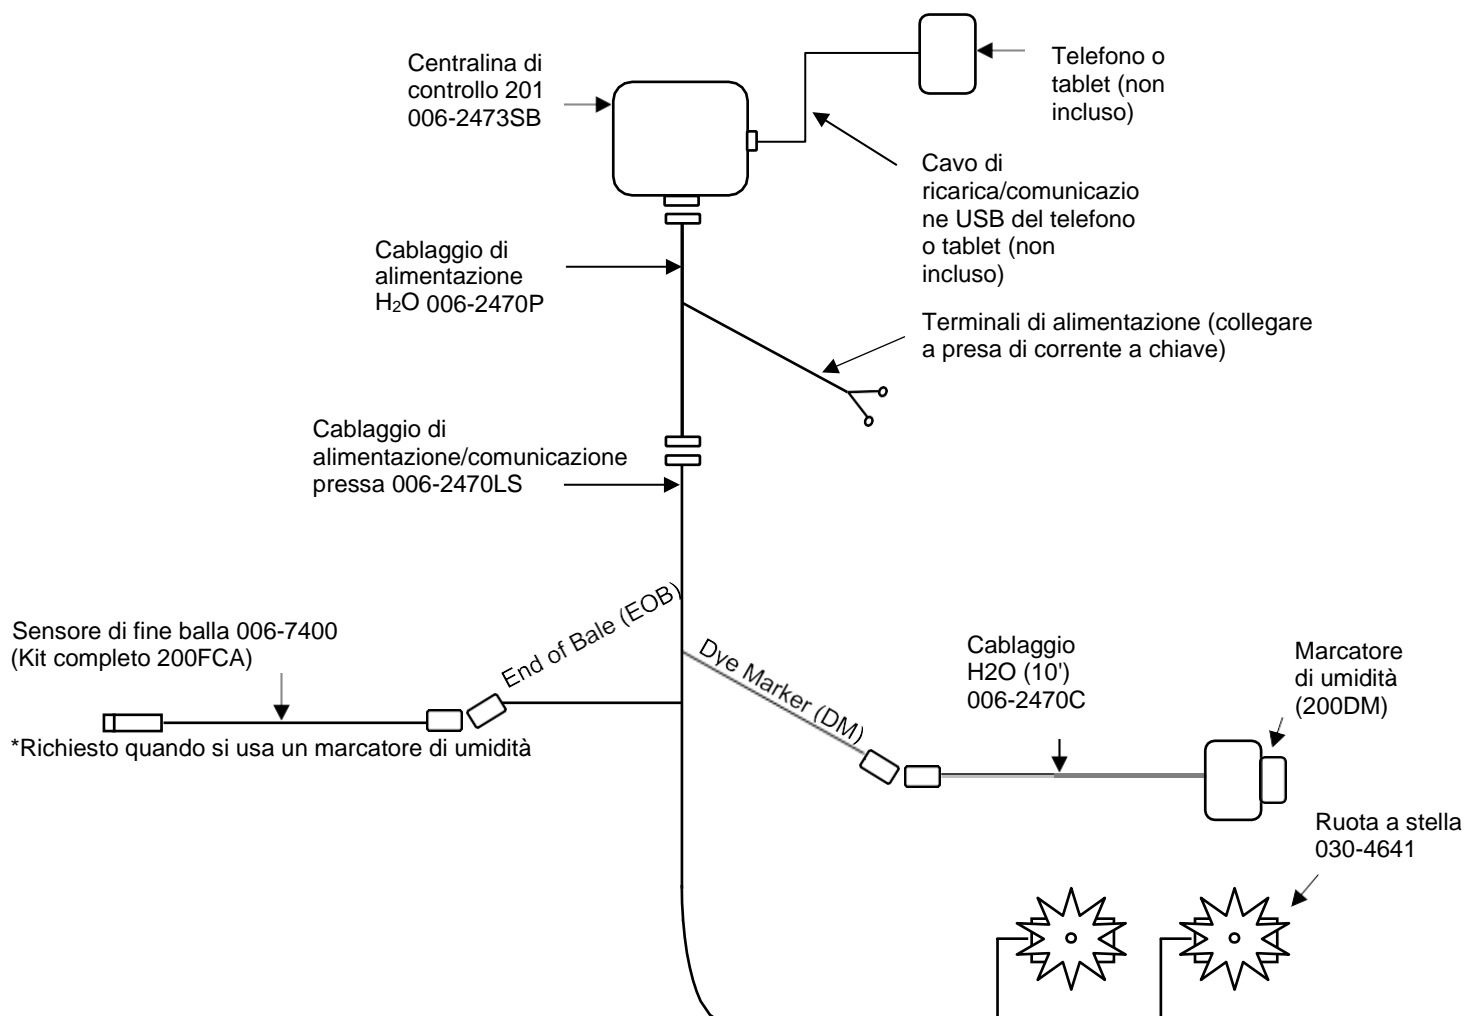 Centralina di
controllo 201
006-2473SB
Telefono o
tablet (non
incluso)
Cavo di
ricarica/comunicazio
ne USB del telefono
o tablet (non
incluso)
Cablaggio di
alimentazione
H₂O 006-2470P
Terminali di alimentazione (collegare
a presa di corrente a chiave)
Cablaggio di
alimentazione/comunicazione
pressa 006-2470LS
End of Bale (EOB)
Sensore di fine balla 006-7400
(Kit completo 200FCA)
*Richiesto quando si usa un marcatore di umidità
Dye Marker (DM)
Cablaggio
H2O (10')
006-2470C
Marcatore
di umidità
(200DM)
Ruota a stella
030-4641